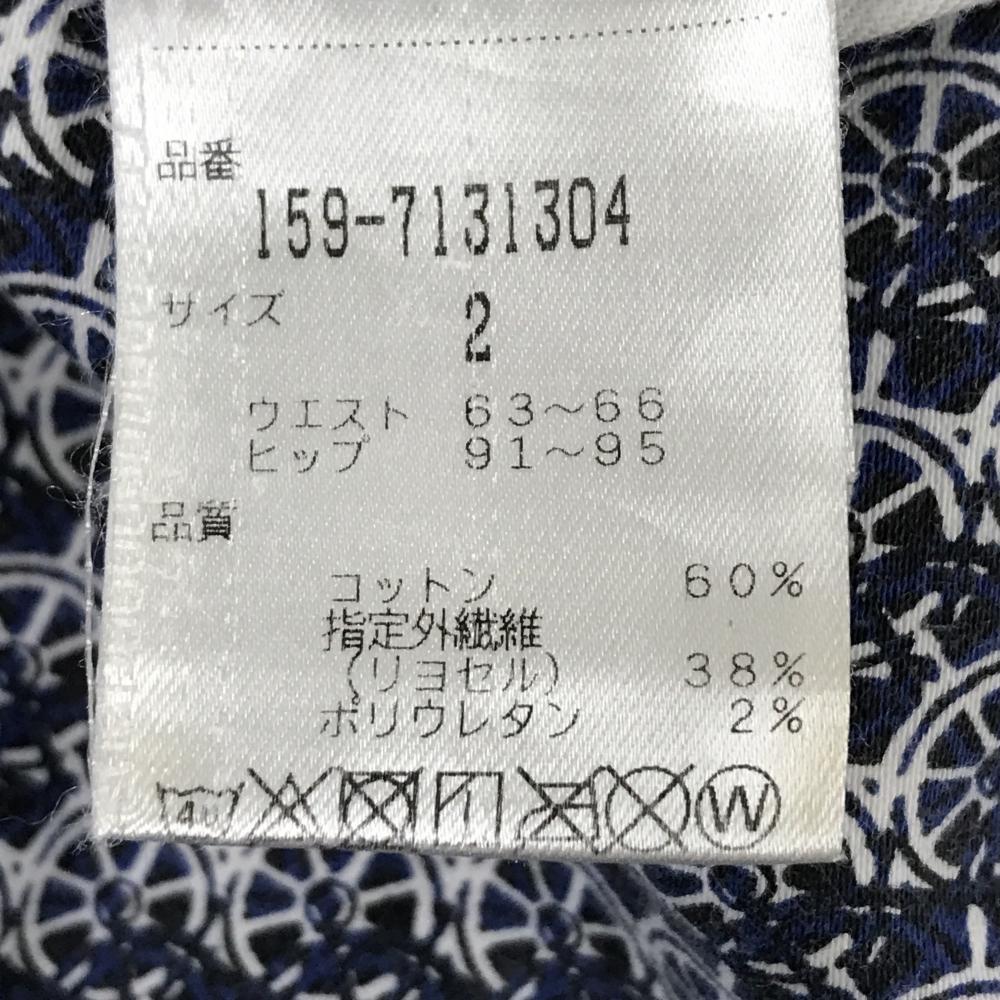 品番
159-7131304
サイズ 2
ウエスト 63～66
ヒップ 91～95
品質
コットン 60%
指定外繊維
(リヨセル) 38%
ポリウレタン 2%
40
W